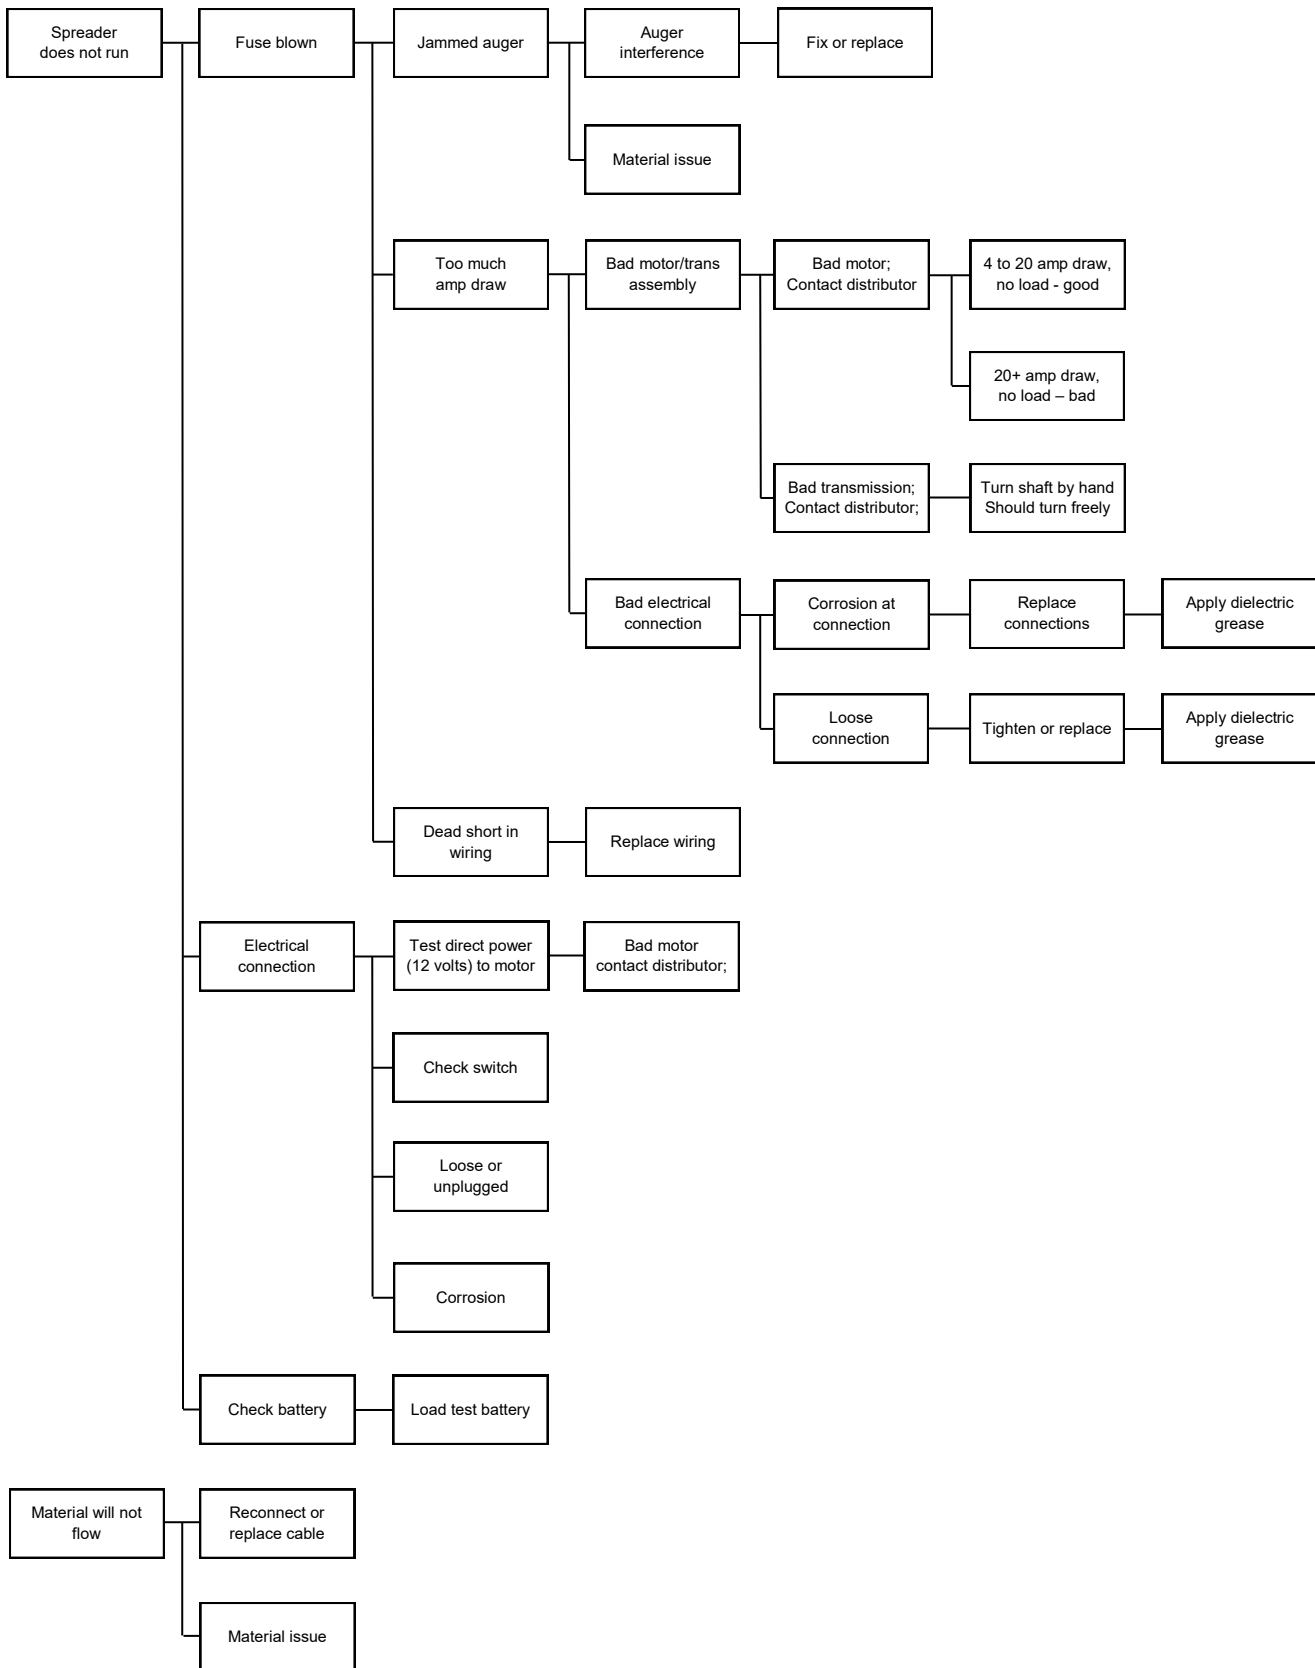 Spreader
does not run
Fuse blown
Jammed auger
Auger
interference
Fix or replace
Material issue
Too much
amp draw
Bad motor/trans
assembly
Bad motor;
Contact distributor
4 to 20 amp draw,
no load - good
20+ amp draw,
no load – bad
Bad transmission;
Contact distributor;
Turn shaft by hand
Should turn freely
Bad electrical
connection
Corrosion at
connection
Replace
connections
Apply dielectric
grease
Loose
connection
Tighten or replace
Apply dielectric
grease
Dead short in
wiring
Replace wiring
Electrical
connection
Test direct power
(12 volts) to motor
Bad motor
contact distributor;
Check switch
Loose or
unplugged
Corrosion
Check battery
Load test battery
Material will not
flow
Reconnect or
replace cable
Material issue